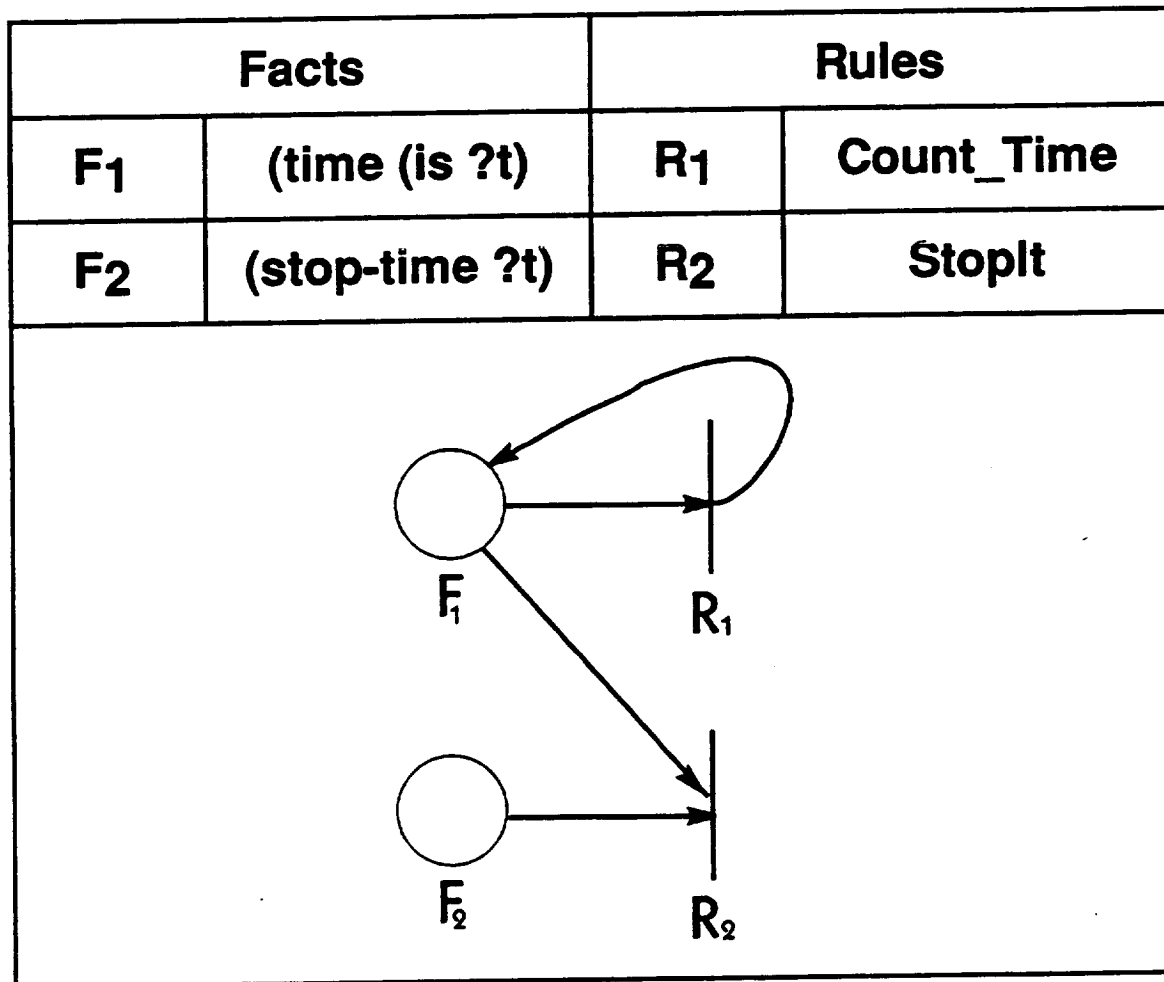 Facts Rules
F1 (time (is ?t) R1 Count_Time
F2 (stop-time ?t) R2 StopIt
F1
R1
F2
R2